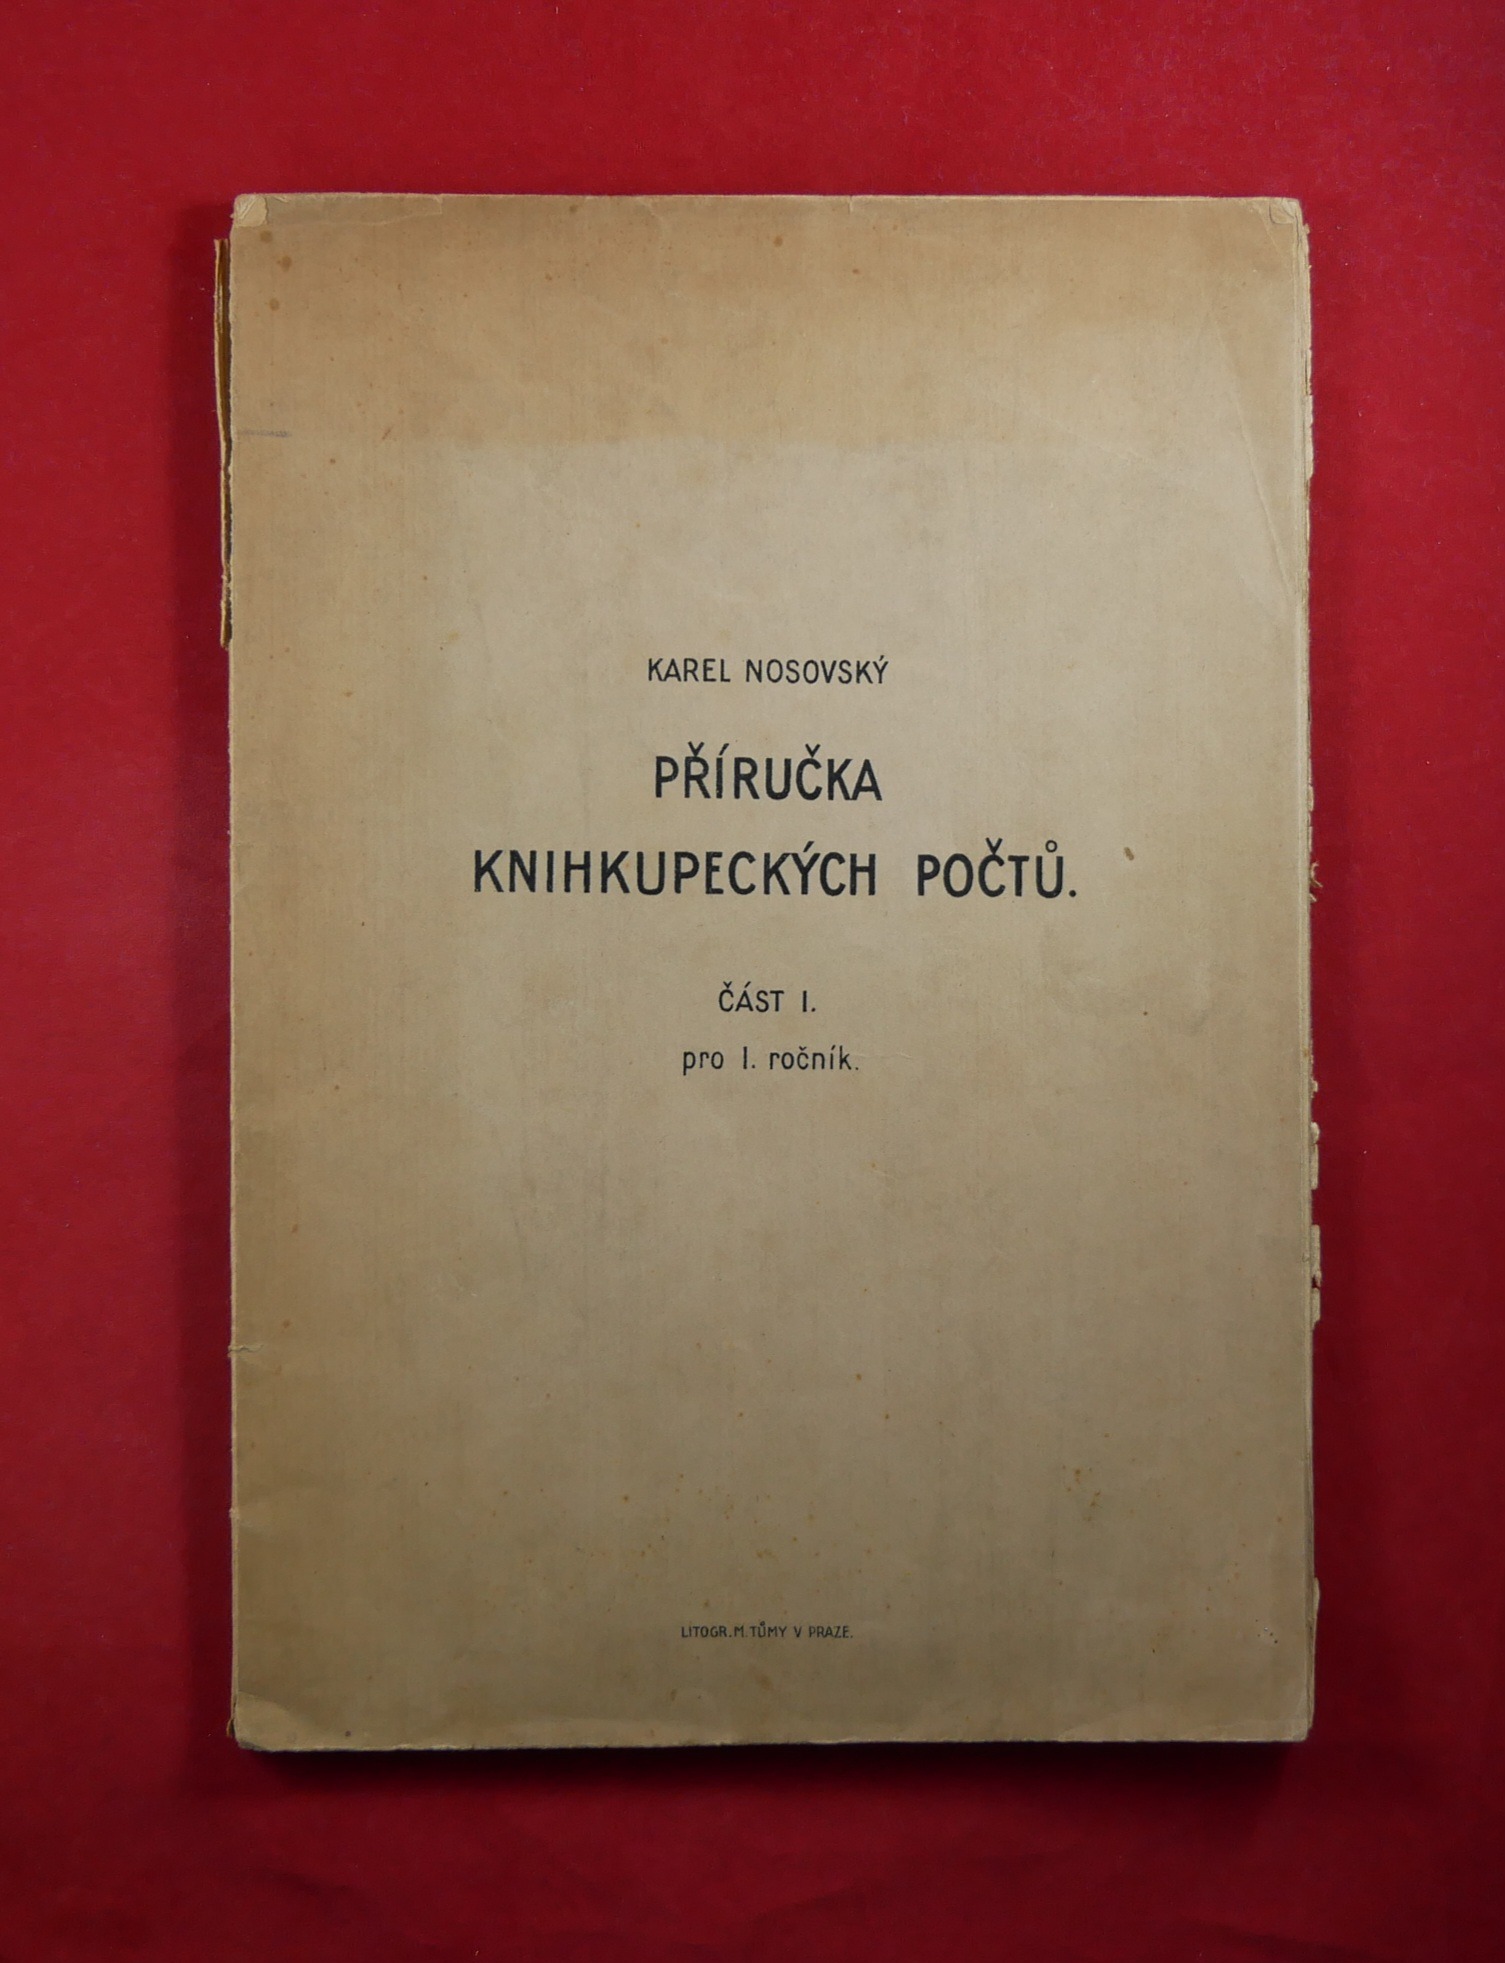 KAREL NOSOVSKÝ
PŘÍRUČKA
KNIHKUPECKÝCH POČTŮ.
ČÁST I.
pro I. ročník.
LITOGR. M. TŮMY V PRAZE.